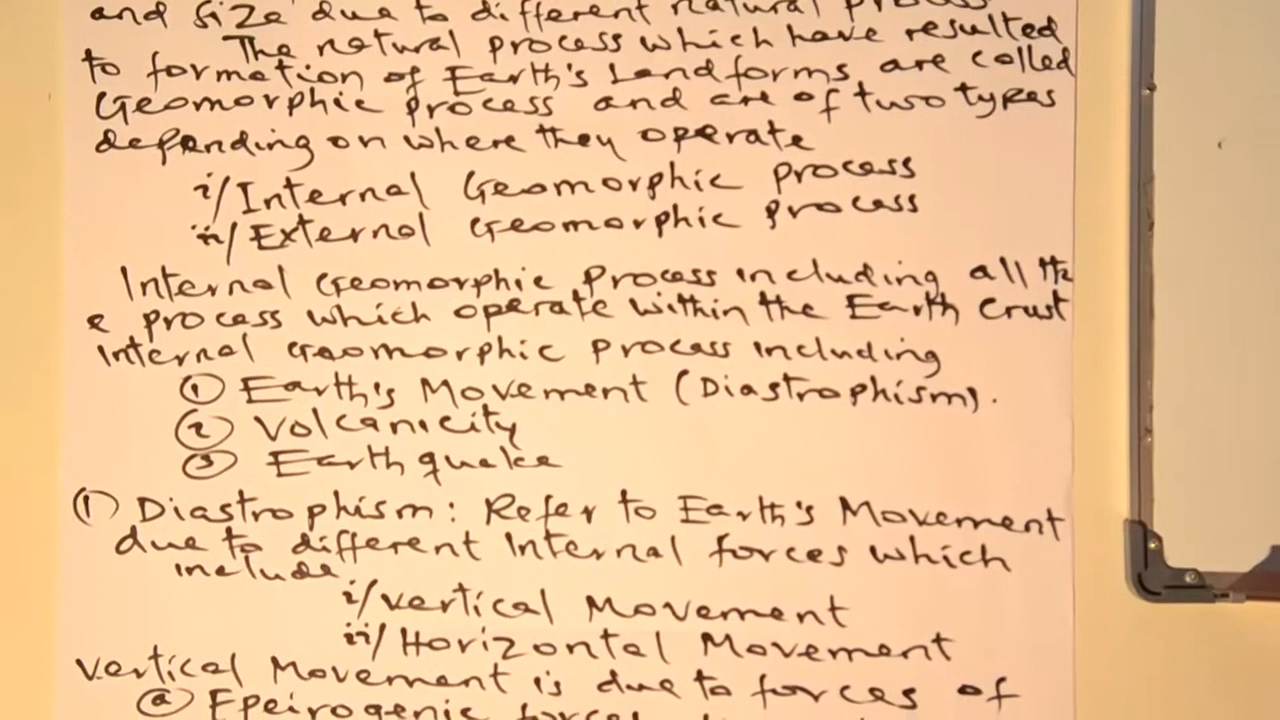 and size due to different natural process
The natural process which have resulted
to formation of Earth's Landforms are called
Geomorphic process and are of two types
depending on where they operate
i/ Internal Geomorphic process
ii/ External Geomorphic process
Internal Geomorphic process including all th
e process which operate within the Earth Crust
Internal Geomorphic process including
① Earth's Movement (Diastrophism).
② Volcanicity
③ Earthquake
(1) Diastrophism: Refer to Earth's Movement
due to different Internal forces which
include
i/ vertical Movement
ii/ Horizontal Movement
Vertical Movement is due to forces of
ⓐ Epeirogenic forces